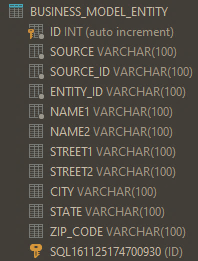 BUSINESS_MODEL_ENTITY
ID INT (auto increment)
SOURCE VARCHAR(100)
SOURCE_ID VARCHAR(100)
ENTITY_ID VARCHAR(100)
NAME1 VARCHAR(100)
NAME2 VARCHAR(100)
STREET1 VARCHAR(100)
STREET2 VARCHAR(100)
CITY VARCHAR(100)
STATE VARCHAR(100)
ZIP_CODE VARCHAR(100)
SQL161125174700930 (ID)